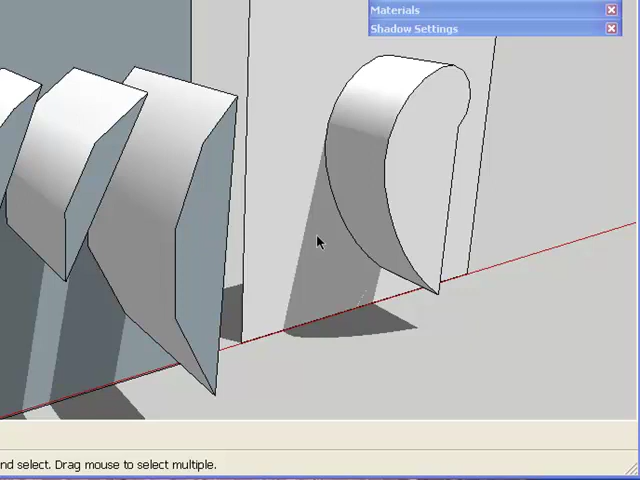 Materials
Shadow Settings
nd select. Drag mouse to select multiple.